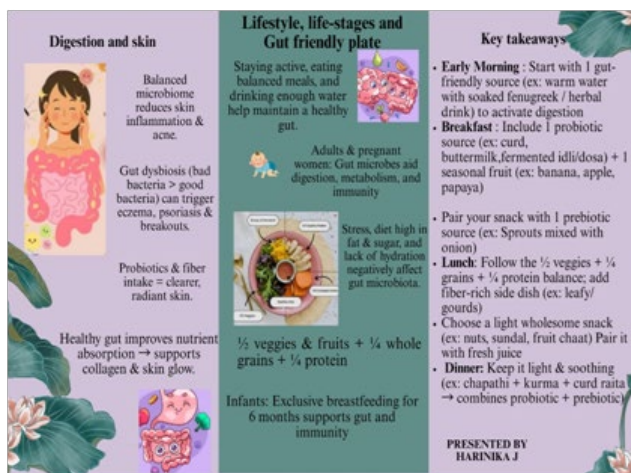 Digestion and skin
Balanced
microbiome
reduces skin
inflammation &
acne.
Gut dysbiosis (bad
bacteria > good
bacteria) can trigger
eczema, psoriasis &
breakouts.
Probiotics & fiber
intake = clearer,
radiant skin.
Healthy gut improves nutrient
absorption → supports
collagen & skin glow.
Lifestyle, life-stages and
Gut friendly plate
Staying active, eating
balanced meals, and
drinking enough water
help maintain a healthy
gut.
Adults & pregnant
women: Gut microbes aid
digestion, metabolism, and
immunity
Stress, diet high in
fat & sugar, and
lack of hydration
negatively affect
gut microbiota.
½ veggies & fruits + ¼ whole
grains + ¼ protein
Infants: Exclusive breastfeeding for
6 months supports gut and
immunity
Key takeaways
• Early Morning : Start with 1 gut-
friendly source (ex: warm water
with soaked fenugreek / herbal
drink) to activate digestion
• Breakfast : Include 1 probiotic
source (ex: curd,
buttermilk,fermented idli/dosa) + 1
seasonal fruit (ex: banana, apple,
papaya)
• Pair your snack with 1 prebiotic
source (ex: Sprouts mixed with
onion)
• Lunch: Follow the ½ veggies + ¼
grains + ¼ protein balance; add
fiber-rich side dish (ex: leafy/
gourds)
• Choose a light wholesome snack
(ex: nuts, sundal, fruit chaat) Pair it
with fresh juice
• Dinner: Keep it light & soothing
(ex: chapathi + kurma + curd raita
→ combines probiotic + prebiotic)
PRESENTED BY
HARINIKA J